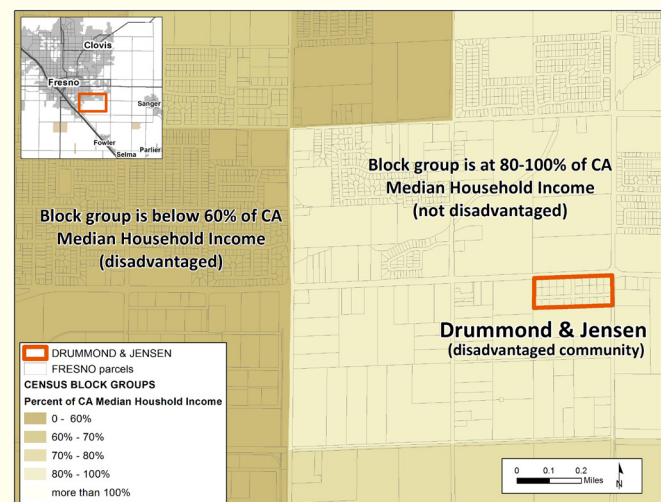 Clovis
Fresno
Sanger
Fowler
Parlier
Selma
Block group is at 80-100% of CA
Median Household Income
(not disadvantaged)
Block group is below 60% of CA
Median Household Income
(disadvantaged)
Drummond & Jensen
(disadvantaged community)
DRUMMOND & JENSEN
FRESNO parcels
CENSUS BLOCK GROUPS
Percent of CA Median Houshold Income
0 - 60%
60% - 70%
70% - 80%
80% - 100%
more than 100%
0 0.1 0.2
Miles
N